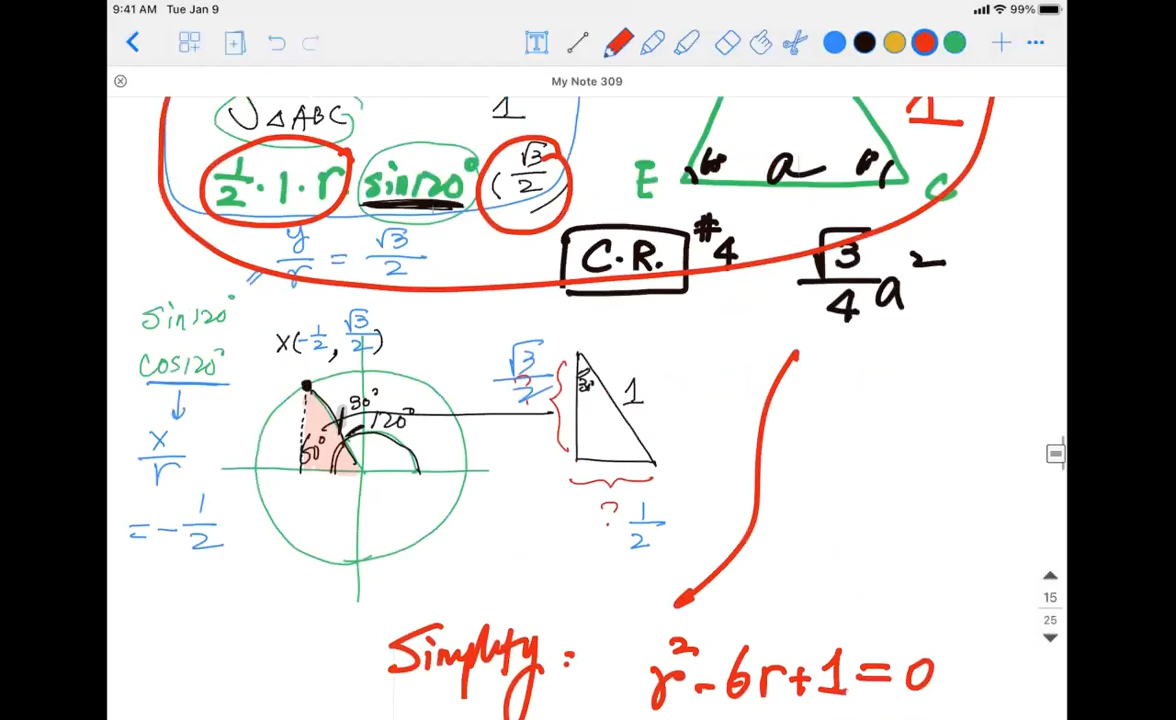 9:41 AM Tue Jan 9
99%
My Note 309
△ABC
1
1
1/2 · 1 · r sin120° (√3/2)
E a C
y/r = √3/2
C.R. #4 √3/4 a²
sin120°
cos120°
x/r
= -1/2
X(-1/2, √3/2)
30°
120°
60°
√3/2
?
30°
1
? 1/2
15
25
Simplify: r² - 6r + 1 = 0